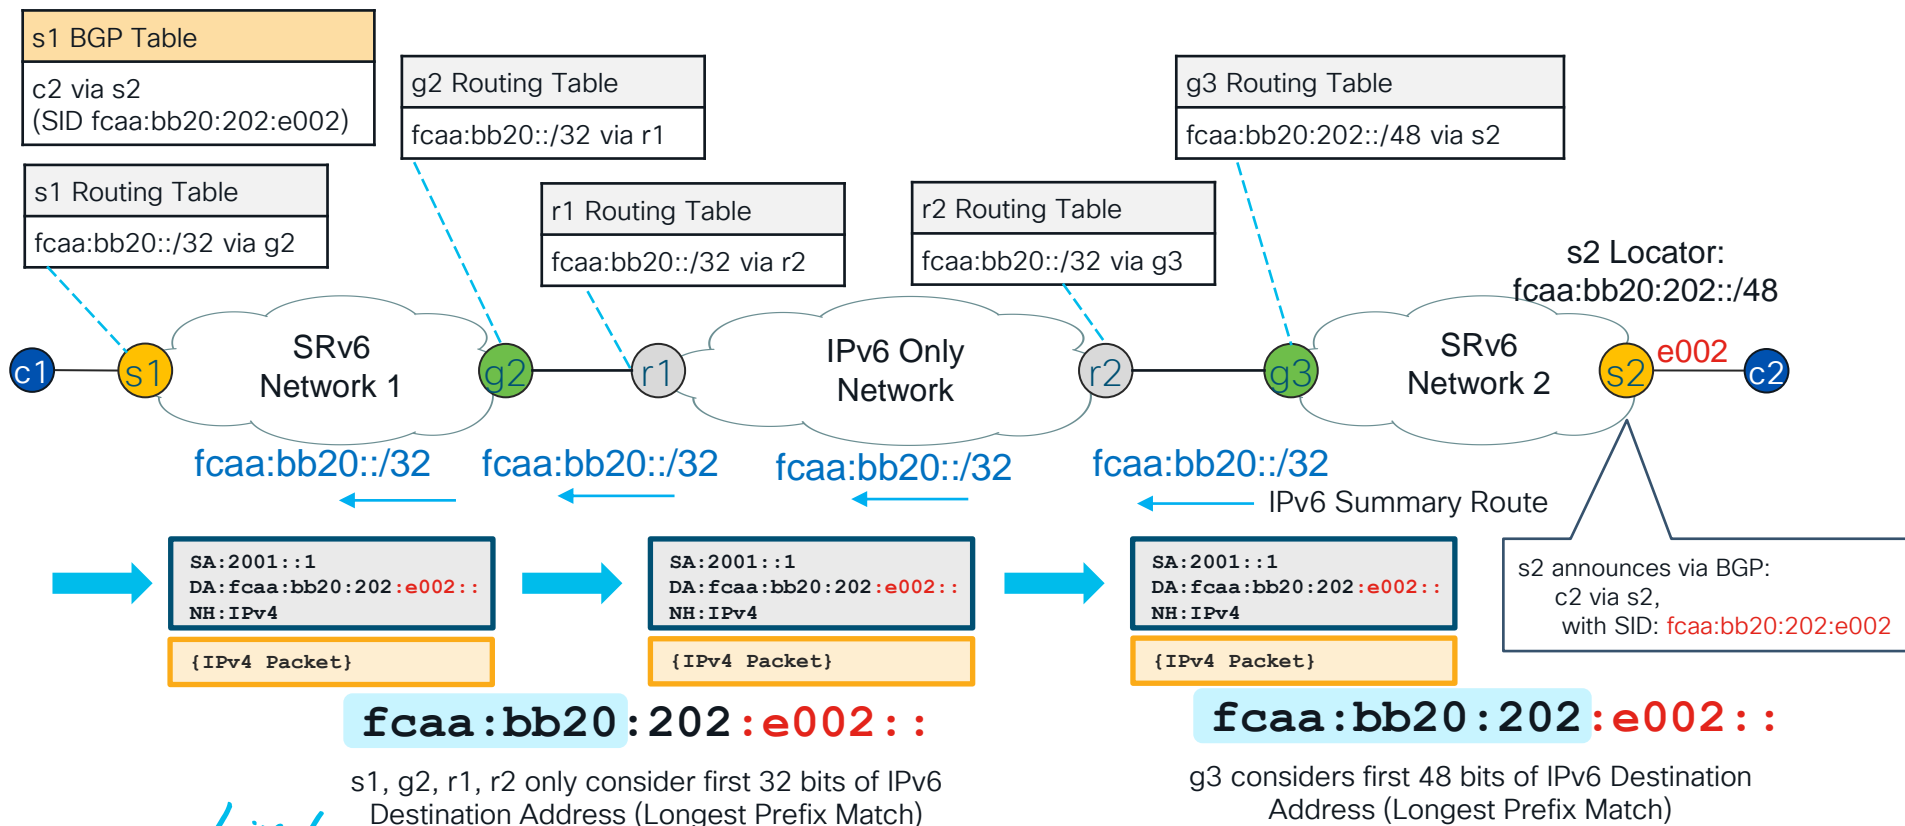 s1 BGP Table
c2 via s2
(SID fcaa:bb20:202:e002)
g2 Routing Table
fcaa:bb20::/32 via r1
g3 Routing Table
fcaa:bb20:202::/48 via s2
s1 Routing Table
fcaa:bb20::/32 via g2
r1 Routing Table
fcaa:bb20::/32 via r2
r2 Routing Table
fcaa:bb20::/32 via g3
s2 Locator:
fcaa:bb20:202::/48
c1
s1
SRv6
Network 1
g2
r1
IPv6 Only
Network
r2
g3
SRv6
Network 2
s2
e002
c2
fcaa:bb20::/32
fcaa:bb20::/32
fcaa:bb20::/32
fcaa:bb20::/32
IPv6 Summary Route
SA:2001::1
DA:fcaa:bb20:202:e002::
NH:IPv4
{IPv4 Packet}
SA:2001::1
DA:fcaa:bb20:202:e002::
NH:IPv4
{IPv4 Packet}
SA:2001::1
DA:fcaa:bb20:202:e002::
NH:IPv4
{IPv4 Packet}
s2 announces via BGP:
c2 via s2,
with SID: fcaa:bb20:202:e002
fcaa:bb20:202:e002::
s1, g2, r1, r2 only consider first 32 bits of IPv6
Destination Address (Longest Prefix Match)
fcaa:bb20:202:e002::
g3 considers first 48 bits of IPv6 Destination
Address (Longest Prefix Match)